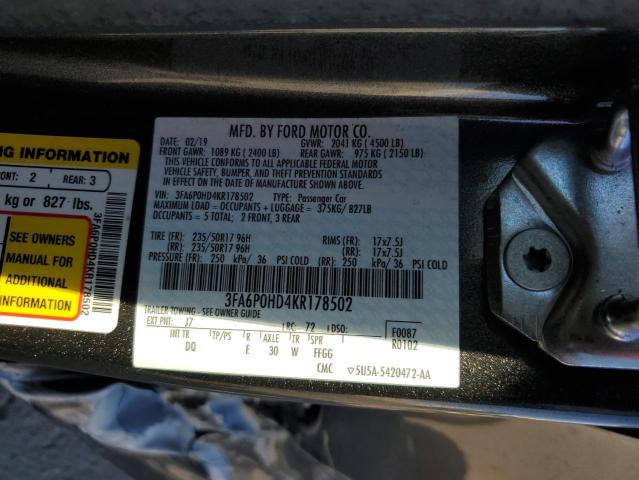 MFD. BY FORD MOTOR CO.
02/19 GVWR: 2041 KG (4500 LB)
FRONT GAWR: 1089 KG (2400 LB) REAR GAWR: 975 KG (2150 LB)
THIS VEHICLE CONFORMS TO ALL APPLICABLE FEDERAL MOTOR
VEHICLE SAFETY, BUMPER, AND THEFT PREVENTION STANDARDS
IN EFFECT ON THE DATE OF MANUFACTURE SHOWN ABOVE.
VIN: 3FA6P0HD4KR178502 TYPE: Passenger Car
MAXIMUM LOAD = OCCUPANTS + LUGGAGE = 375KG/827LB
OCCUPANTS = 5 TOTAL; 2 FRONT, 3 REAR
TIRE (FR): 235/50R17 96H RIMS (FR): 17x7.5J
(RR): 235/50R17 96H (RR): 17x7.5J
PRESSURE (FR): 250 kPa/ 36 PSI COLD (RR): 250 kPa/ 36 PSI COLD
3FA6P0HD4KR178502
TRAILER TOWING - SEE OWNER GUIDE
EXT PNT: J7 RC: 72 DSO: F0087
R0102
INT TR TP/PS R AXLE TR SPR
DQ E 30 W FFGG
CMC 5U5A-5420472-AA
NG INFORMATION
ONT: 2 REAR: 3
kg or 827 lbs.
SEE OWNERS
MANUAL FOR
ADDITIONAL
INFORMATION
3FA6P0HD4KR178502